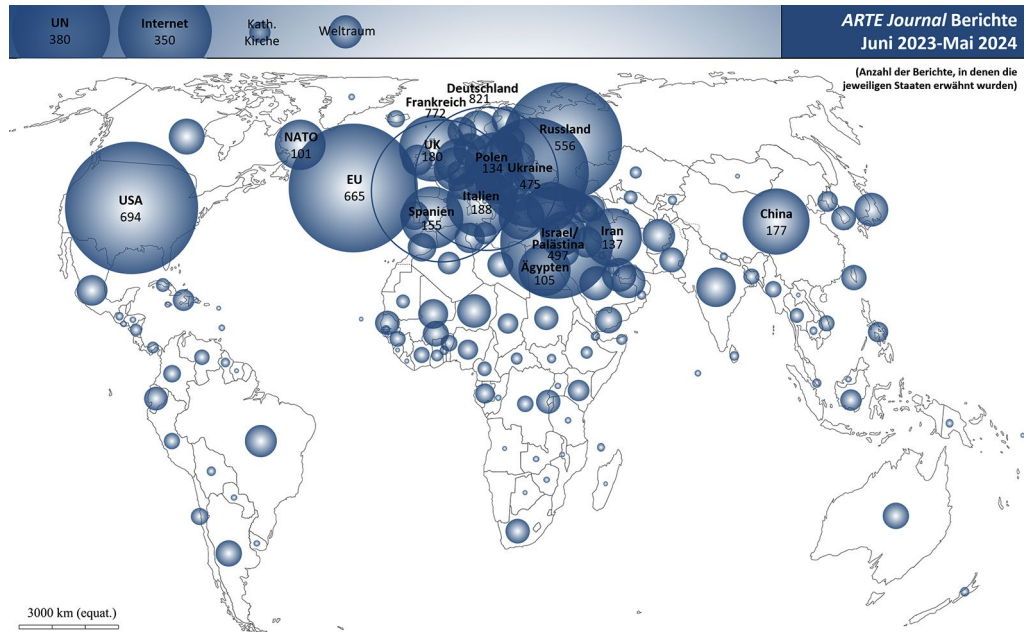 UN
380
Internet
350
Kath.
Kirche
Weltraum
ARTE Journal Berichte
Juni 2023-Mai 2024
(Anzahl der Berichte, in denen die
jeweiligen Staaten erwähnt wurden)
Deutschland
821
Frankreich
772
Russland
556
NATO
101
UK
180
Polen
134
Ukraine
475
EU
665
USA
694
Italien
188
Spanien
155
China
177
Israel/
Palästina
497
Iran
137
Ägypten
105
3000 km (equat.)